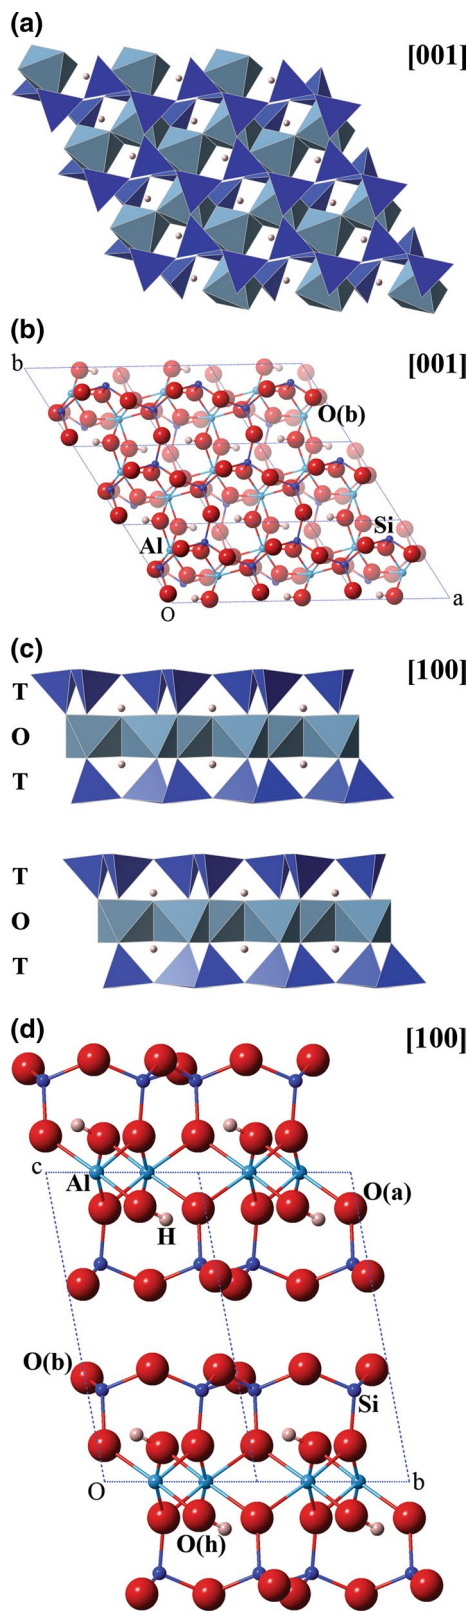 (a)
[001]
(b)
[001]
b
O(b)
Al
Si
O
a
(c)
[100]
T
O
T
T
O
T
(d)
[100]
c
Al
O(a)
H
O(b)
Si
O
b
O(h)